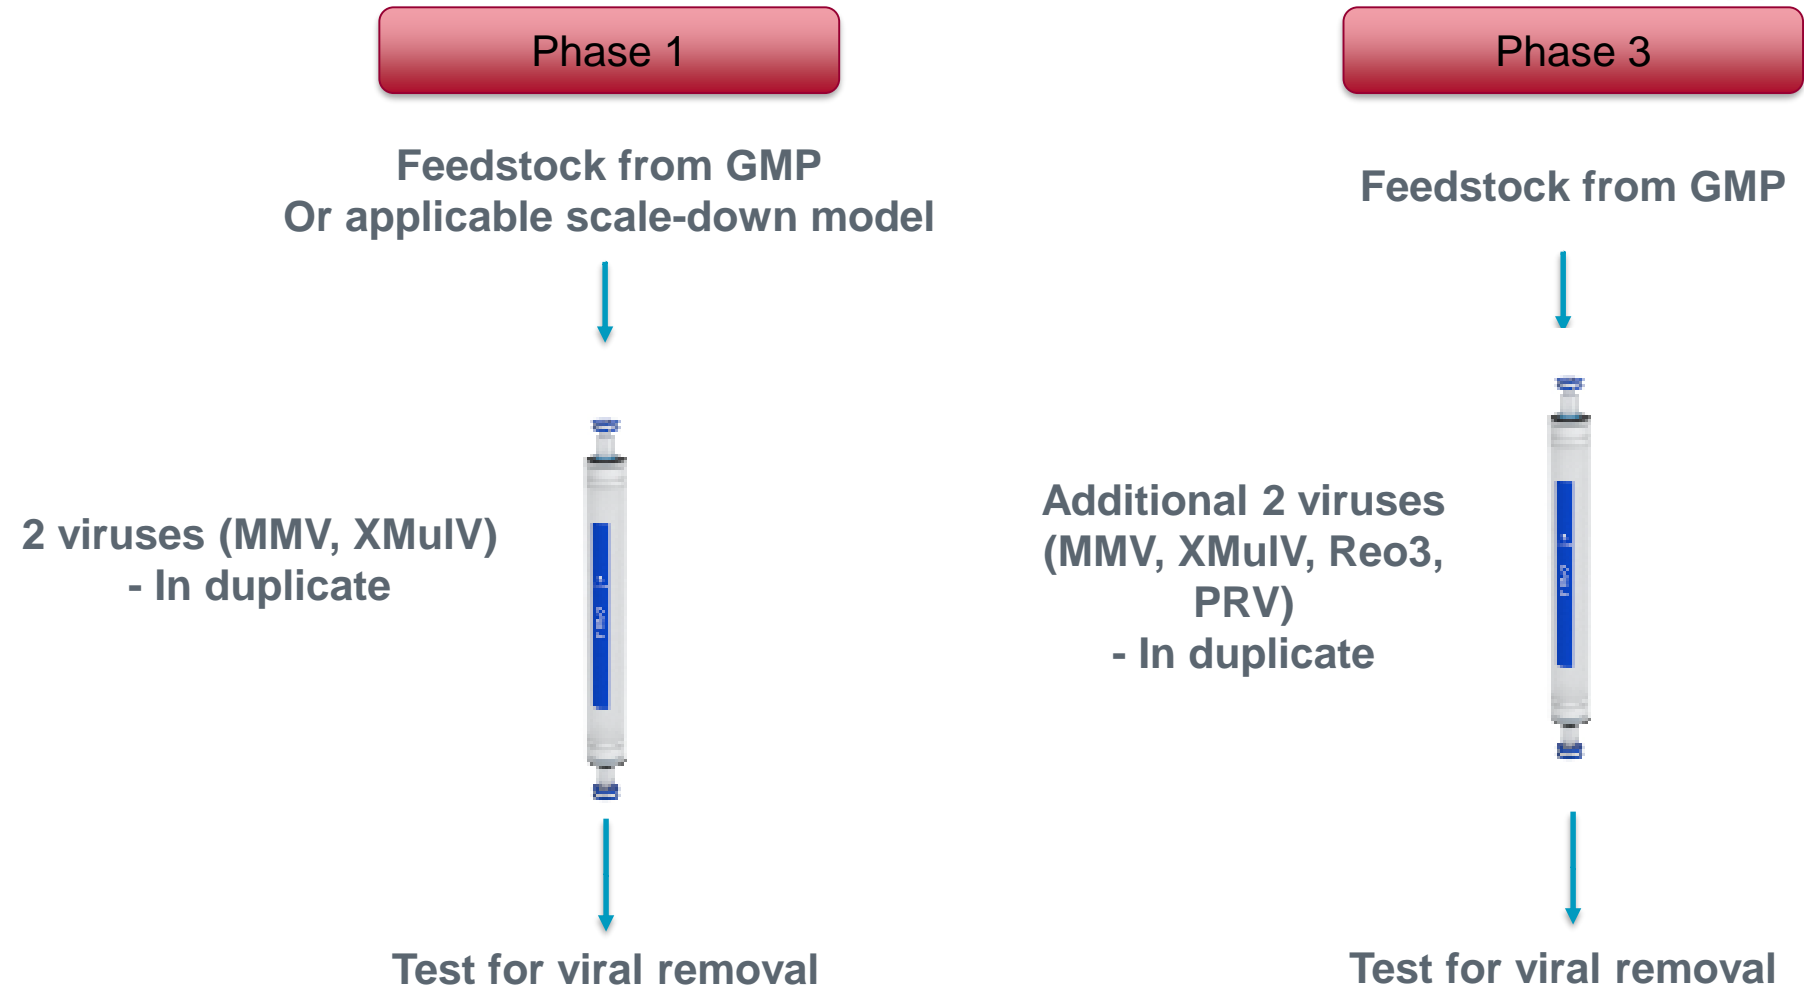 Phase 1
Feedstock from GMP
Or applicable scale-down model
2 viruses (MMV, XMulV)
- In duplicate
Test for viral removal
Phase 3
Feedstock from GMP
Additional 2 viruses
(MMV, XMulV, Reo3,
PRV)
- In duplicate
Test for viral removal